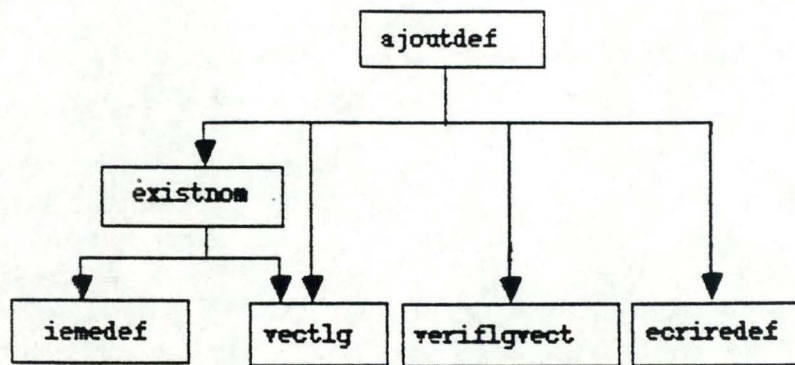 ajoutdef
existnom
iemedef
vectlg
veriflgvect
ecriredef